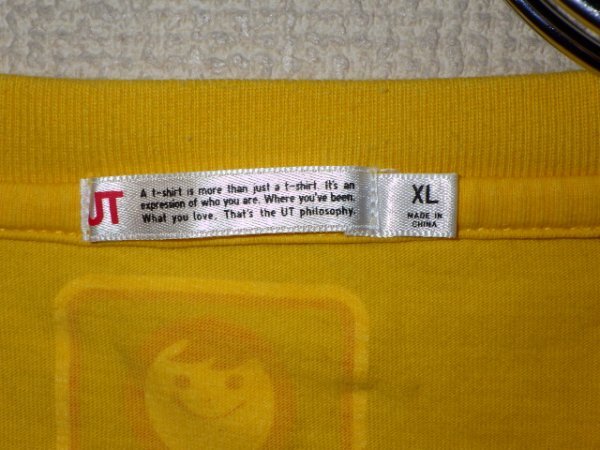 UT
A t-shirt is more than just a t-shirt. It's an
expression of who you are. Where you've been.
What you love. That's the UT philosophy.
XL
MADE IN
CHINA